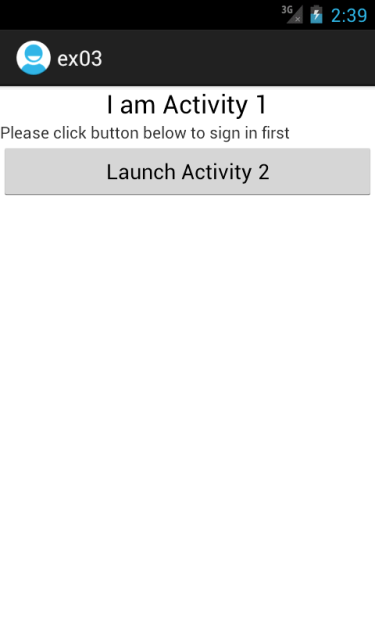 3G 2:39
ex03
I am Activity 1
Please click button below to sign in first
Launch Activity 2